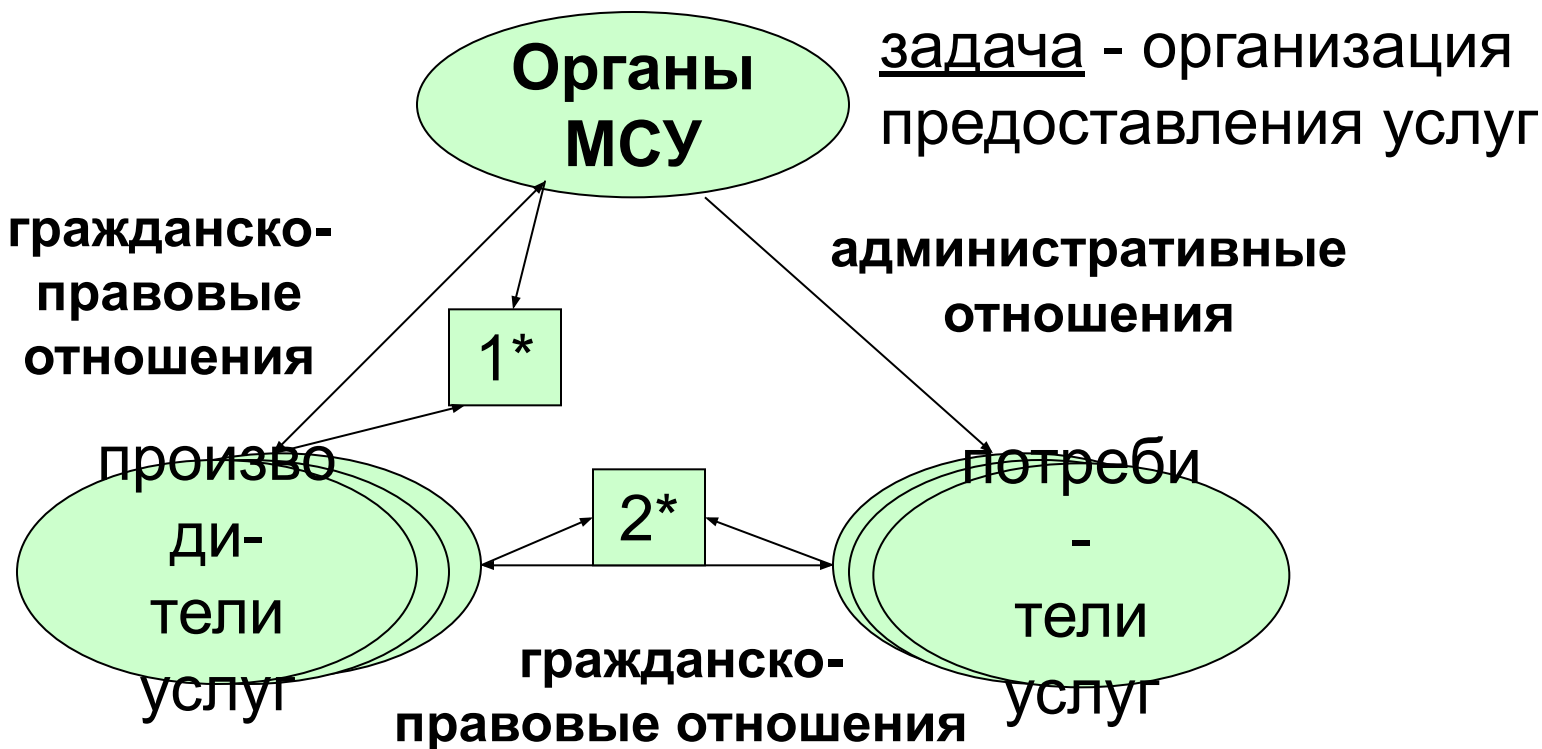 Органы
МСУ
задача - организация
предоставления услуг
гражданско-
правовые
отношения
административные
отношения
1*
2*
произво
ди-
тели
услуг
потреби
-
тели
услуг
гражданско-
правовые отношения